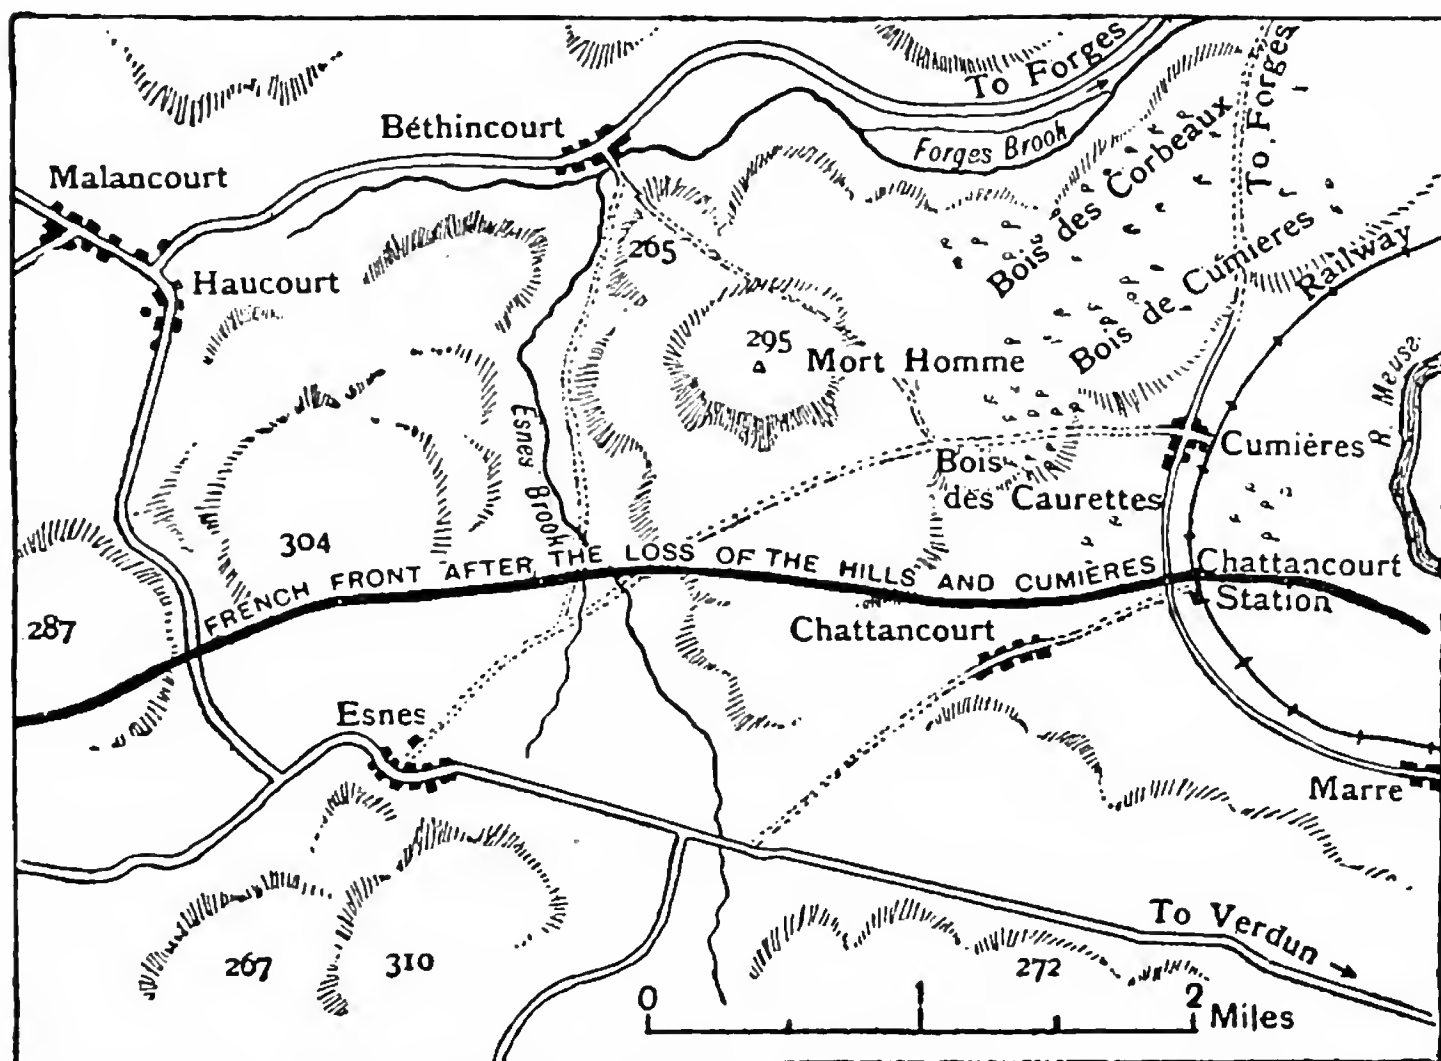 To Forges
To Forges
Béthincourt
Forges Brook
Malancourt
Bois des Corbeaux
265
Haucourt
Bois de Cumières
Railway
295
Mort Homme
R. Meuse
Esnes Brook
Cumières
Bois
des Caurettes
304
FRENCH FRONT AFTER THE LOSS OF THE HILLS AND CUMIÈRES
Chattancourt
Station
287
Chattancourt
Esnes
Marre
To Verdun
267
310
272
0 1 2
Miles